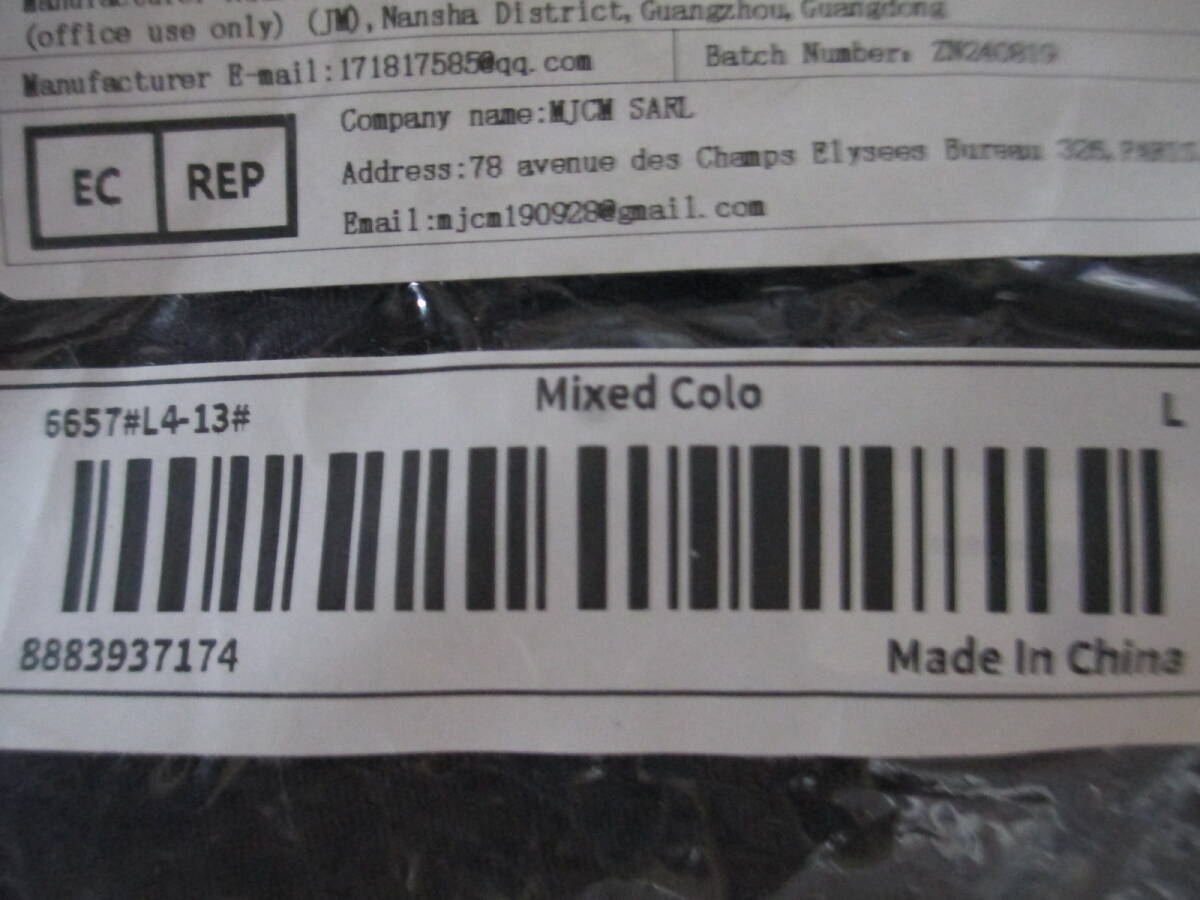 (office use only) (JM), Nansha District, Guangzhou, Guangdong
Manufacturer E-mail:171817585@qq.com
Batch Number: ZN240819
EC REP
Company name:MJCM SARL
Address:78 avenue des Champs Elysees Bureau 326,
Email:mjcm190928@gmail.com
6657#L4-13#
Mixed Colo
L
8883937174
Made In China